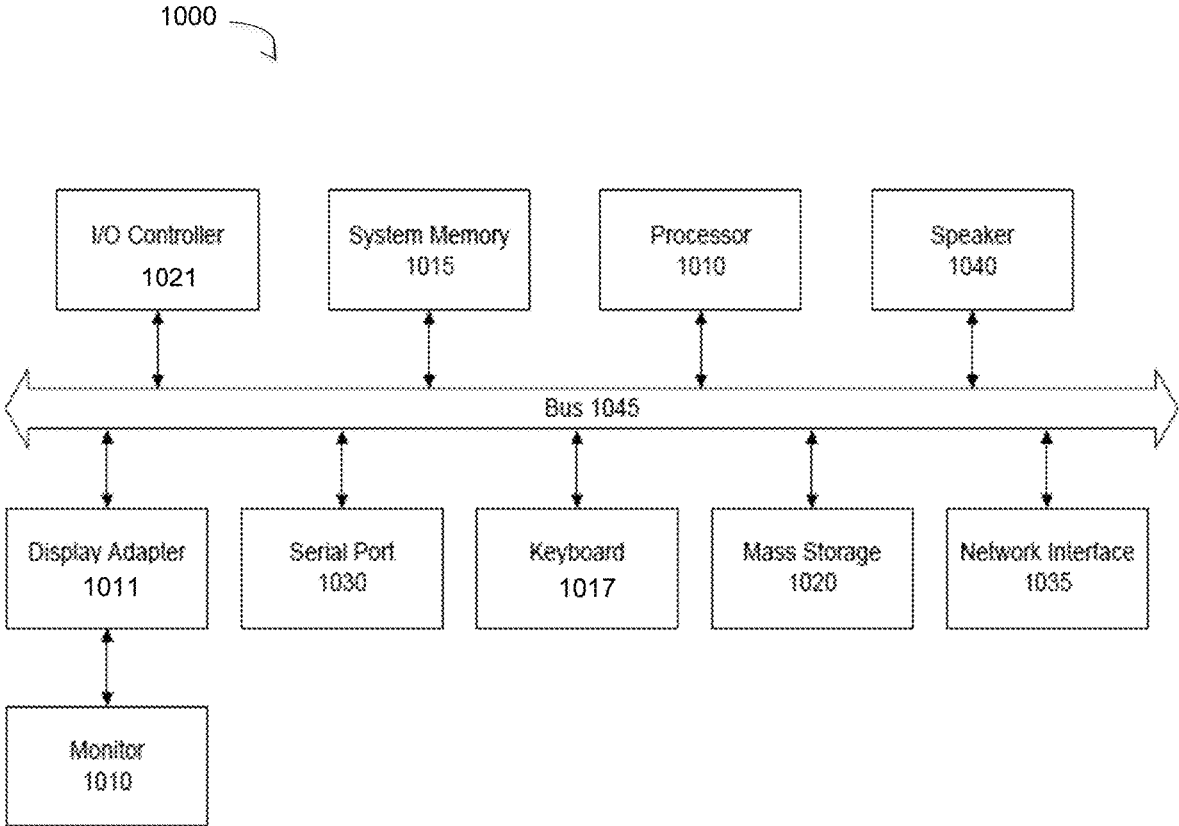 1000
I/O Controller
1021
System Memory
1015
Processor
1010
Speaker
1040
Bus 1045
Display Adapter
1011
Serial Port
1030
Keyboard
1017
Mass Storage
1020
Network Interface
1035
Monitor
1010